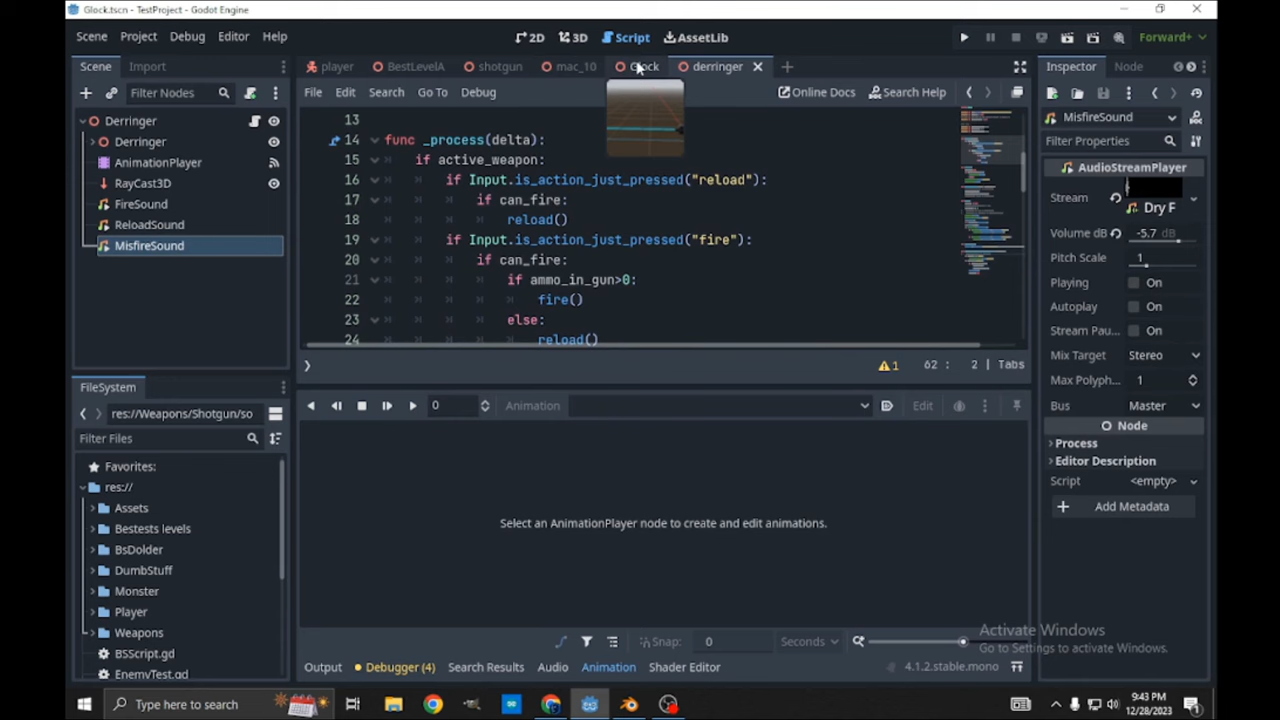 Glock.tscn - TestProject - Godot Engine
Scene Project Debug Editor Help
2D 3D Script AssetLib
Forward+
Scene Import
player BestLevelA shotgun mac_10 Glock derringer
Inspector Node
Filter Nodes
File Edit Search Go To Debug
Online Docs Search Help
Derringer
Derringer
AnimationPlayer
RayCast3D
FireSound
ReloadSound
MisfireSound
13
14 func _process(delta):
15 if active_weapon:
16 if Input.is_action_just_pressed("reload"):
17 if can_fire:
18 reload()
19 if Input.is_action_just_pressed("fire"):
20 if can_fire:
21 if ammo_in_gun>0:
22 fire()
23 else:
24 reload()
1 62 : 2 | Tabs
MisfireSound
Filter Properties
AudioStreamPlayer
Stream
Dry F
Volume dB -5.7 dB
Pitch Scale 1
Playing On
Autoplay On
Stream Pau... On
Mix Target Stereo
Max Polyph... 1
Bus Master
Node
Process
Editor Description
Script <empty>
Add Metadata
FileSystem
res://Weapons/Shotgun/so
Filter Files
Favorites:
res://
Assets
Bestests levels
BsDolder
DumbStuff
Monster
Player
Weapons
BSScript.gd
EnemyTest.gd
0 Animation Edit
Select an AnimationPlayer node to create and edit animations.
Snap: 0 Seconds
Activate Windows
Go to Settings to activate Windows.
Output Debugger (4) Search Results Audio Animation Shader Editor
4.1.2.stable.mono
Type here to search
9:43 PM
12/28/2023
1